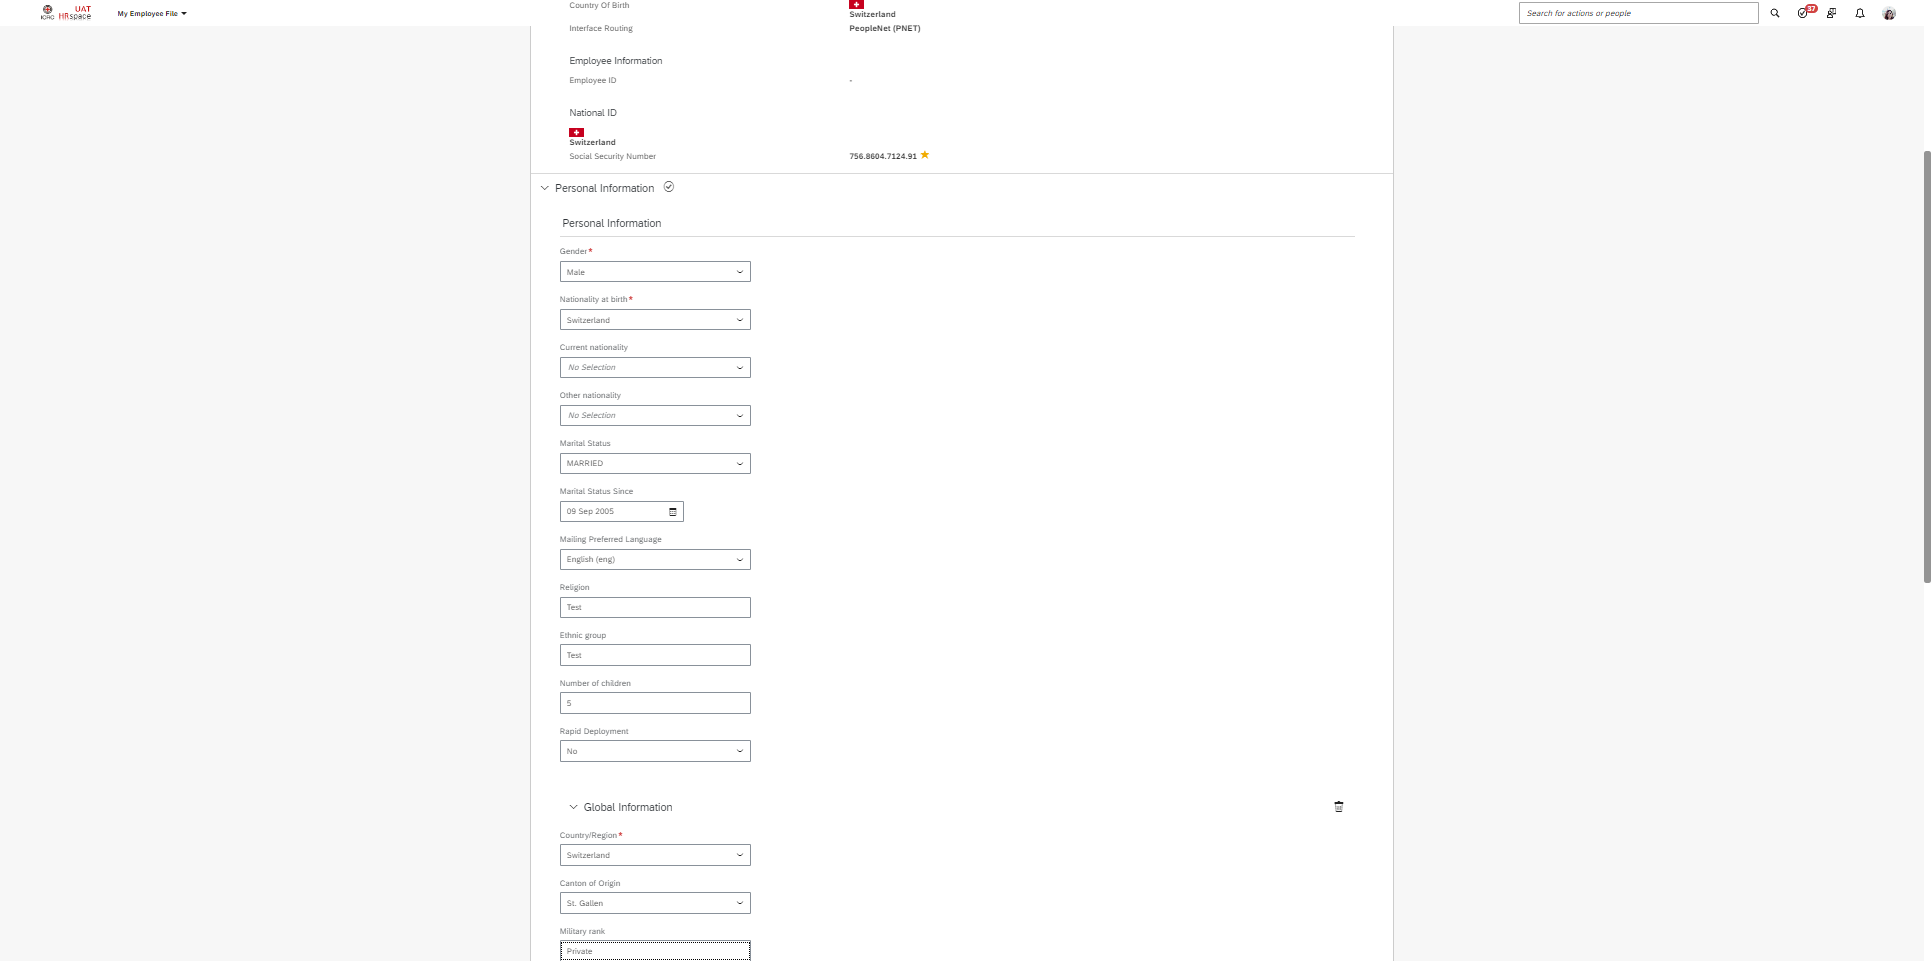 ICRC
UAT
HRspace
My Employee File
Search for actions or people
37
Country Of Birth
Switzerland
Interface Routing
PeopleNet (PNET)
Employee Information
Employee ID
-
National ID
Switzerland
Social Security Number
756.8604.7124.91
Personal Information
Personal Information
Gender*
Male
Nationality at birth*
Switzerland
Current nationality
No Selection
Other nationality
No Selection
Marital Status
MARRIED
Marital Status Since
09 Sep 2005
Mailing Preferred Language
English (eng)
Religion
Test
Ethnic group
Test
Number of children
5
Rapid Deployment
No
Global Information
Country/Region*
Switzerland
Canton of Origin
St. Gallen
Military rank
Private